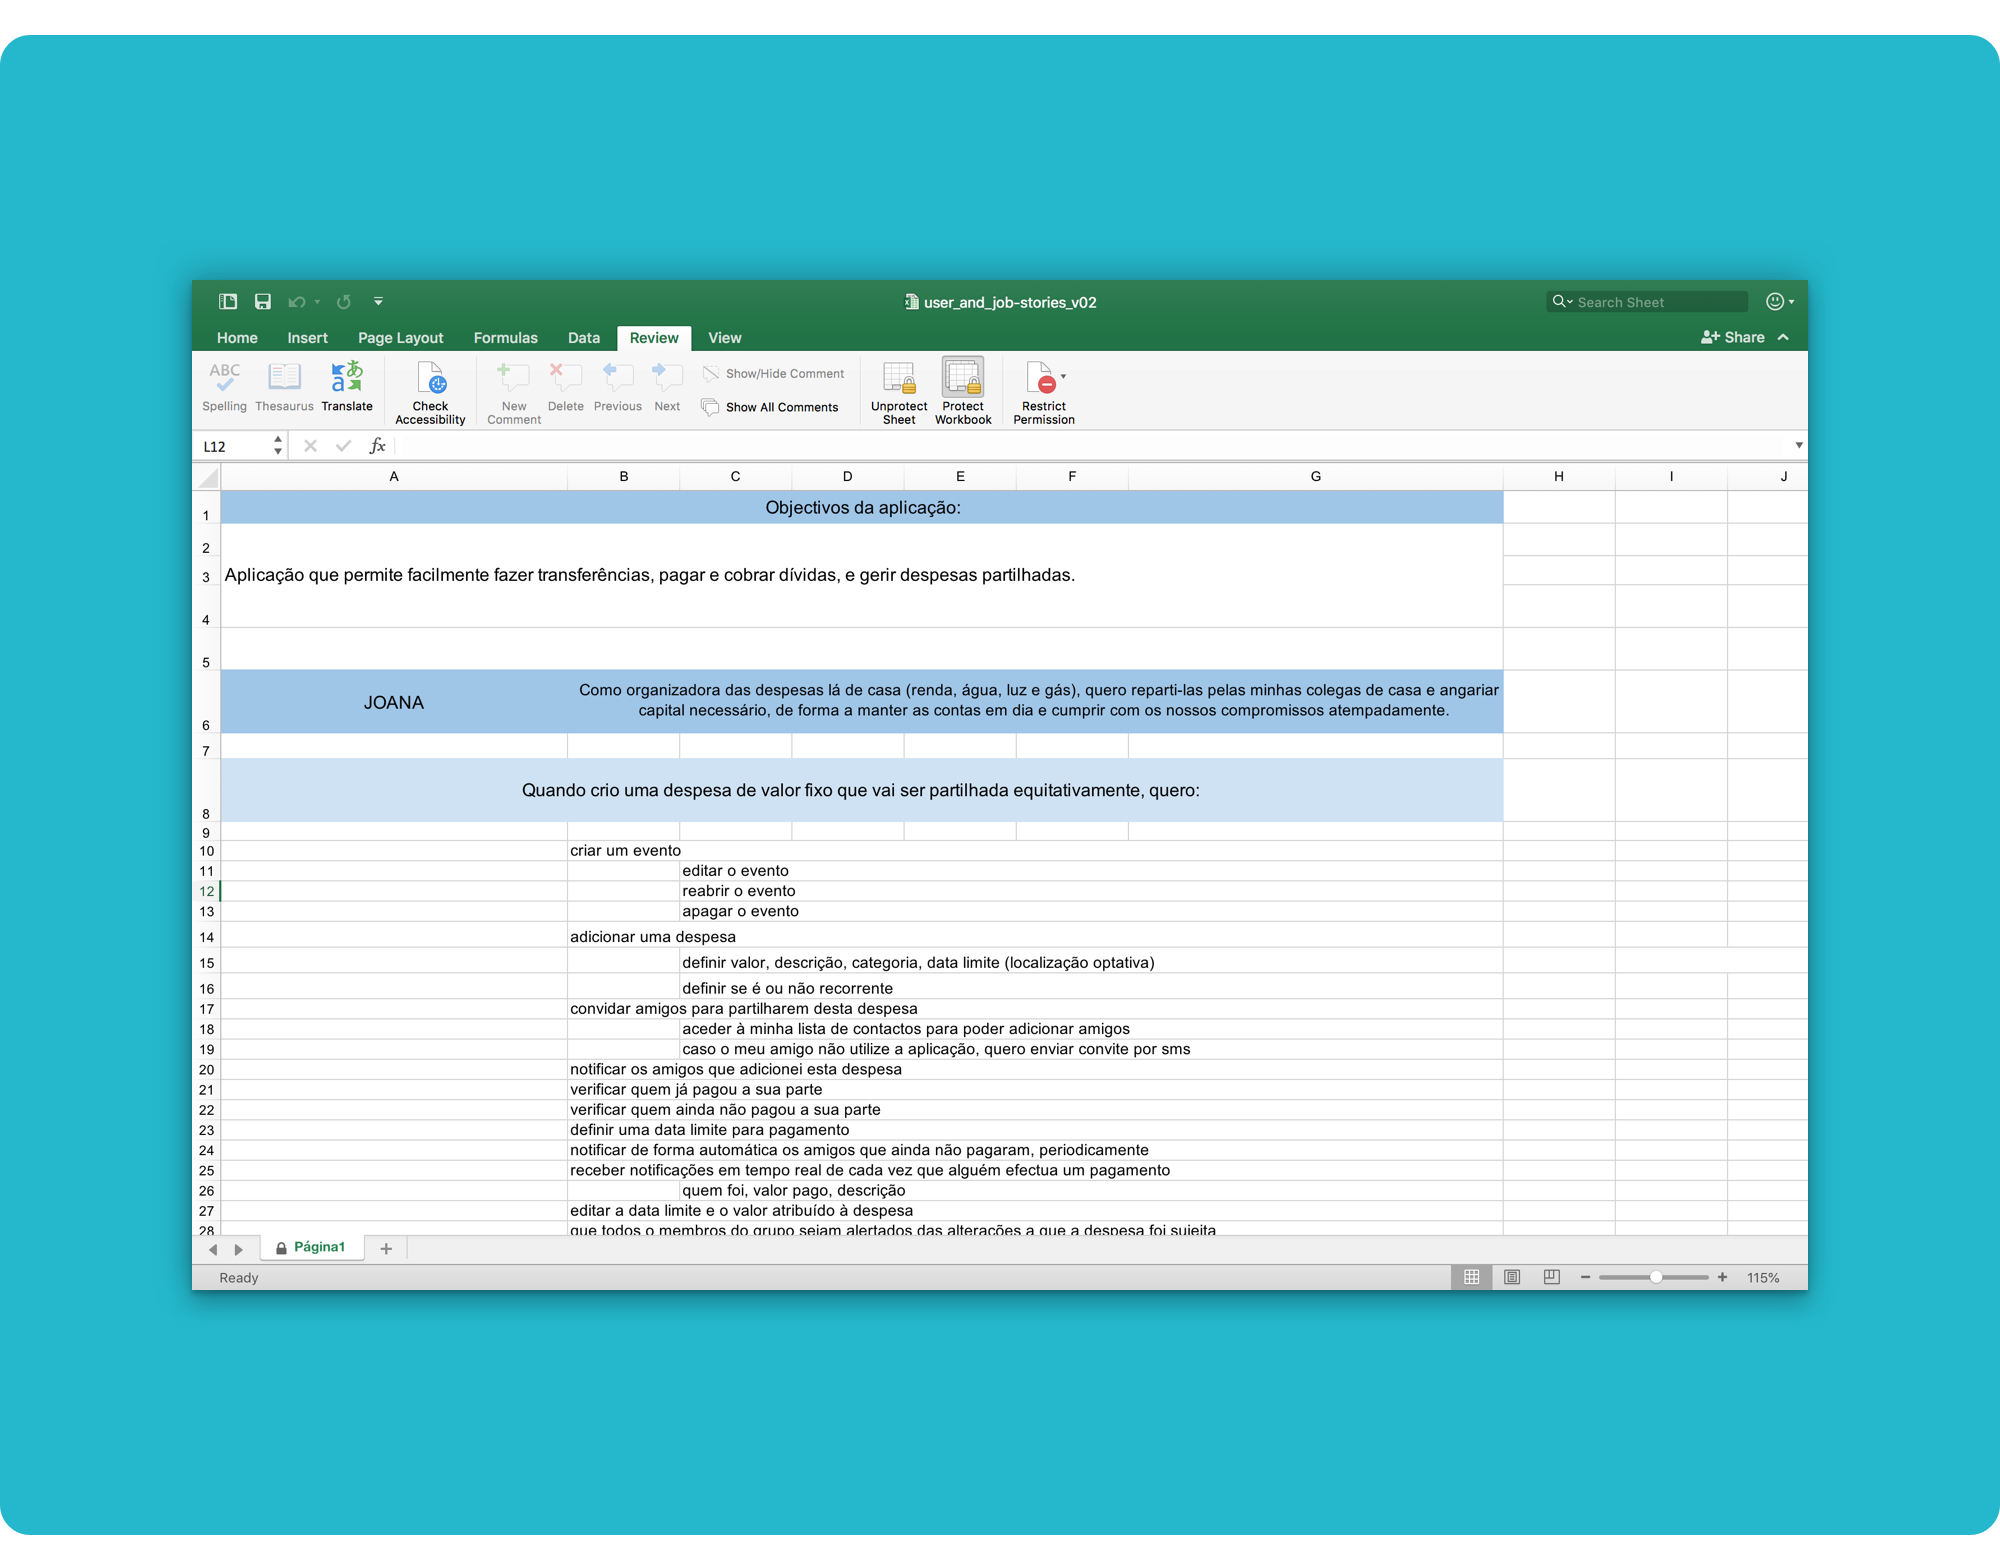 user_and_job-stories_v02
Search Sheet
Home Insert Page Layout Formulas Data Review View
Share
ABC
Spelling Thesaurus Translate
Check Accessibility
New Comment Delete Previous Next
Show/Hide Comment
Show All Comments
Unprotect Sheet
Protect Workbook
Restrict Permission
L12
fx
A B C D E F G H I J
1 Objectivos da aplicação:
2
3 Aplicação que permite facilmente fazer transferências, pagar e cobrar dívidas, e gerir despesas partilhadas.
4
5
JOANA
Como organizadora das despesas lá de casa (renda, água, luz e gás), quero reparti-las pelas minhas colegas de casa e angariar
capital necessário, de forma a manter as contas em dia e cumprir com os nossos compromissos atempadamente.
6
7
Quando crio uma despesa de valor fixo que vai ser partilhada equitativamente, quero:
8
9
10 criar um evento
11 editar o evento
12 reabrir o evento
13 apagar o evento
14 adicionar uma despesa
15 definir valor, descrição, categoria, data limite (localização optativa)
16 definir se é ou não recorrente
17 convidar amigos para partilharem desta despesa
18 aceder à minha lista de contactos para poder adicionar amigos
19 caso o meu amigo não utilize a aplicação, quero enviar convite por sms
20 notificar os amigos que adicionei esta despesa
21 verificar quem já pagou a sua parte
22 verificar quem ainda não pagou a sua parte
23 definir uma data limite para pagamento
24 notificar de forma automática os amigos que ainda não pagaram, periodicamente
25 receber notificações em tempo real de cada vez que alguém efectua um pagamento
26 quem foi, valor pago, descrição
27 editar a data limite e o valor atribuído à despesa
28 que todos o membros do grupo sejam alertados das alterações a que a despesa foi sujeita
Página1
Ready
115%